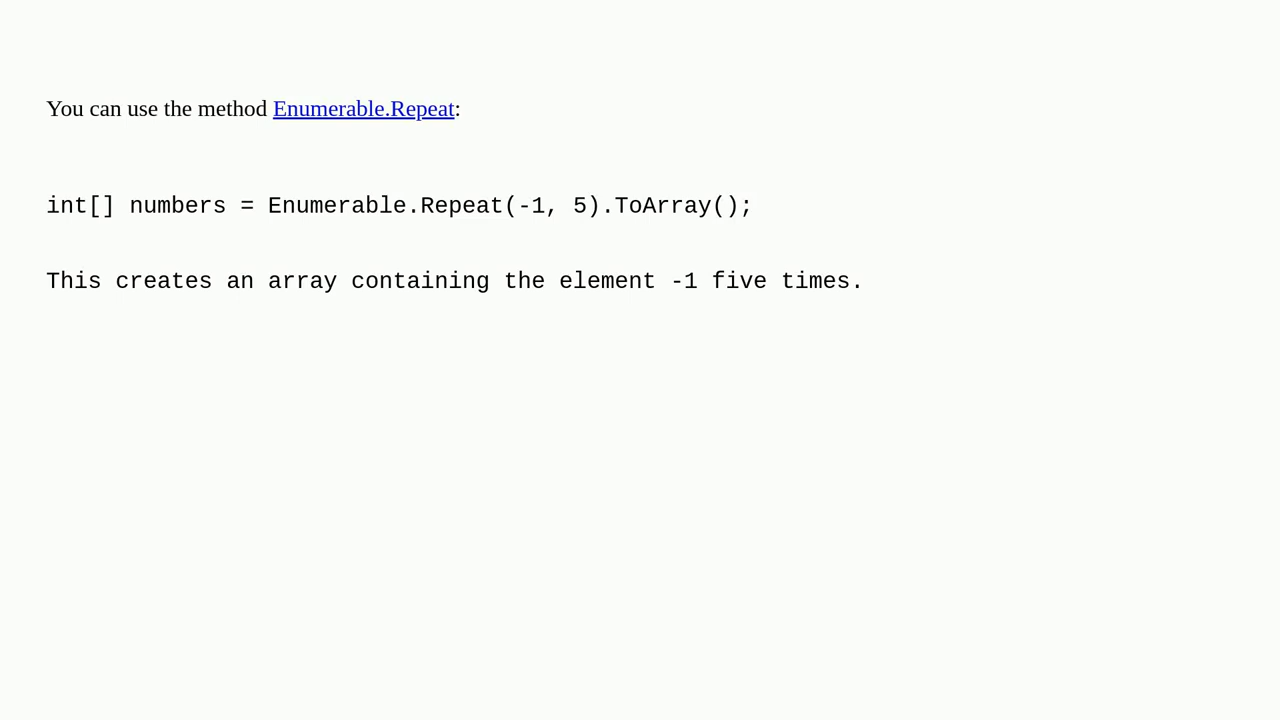 You can use the method Enumerable.Repeat:
int[] numbers = Enumerable.Repeat(-1, 5).ToArray();
This creates an array containing the element -1 five times.